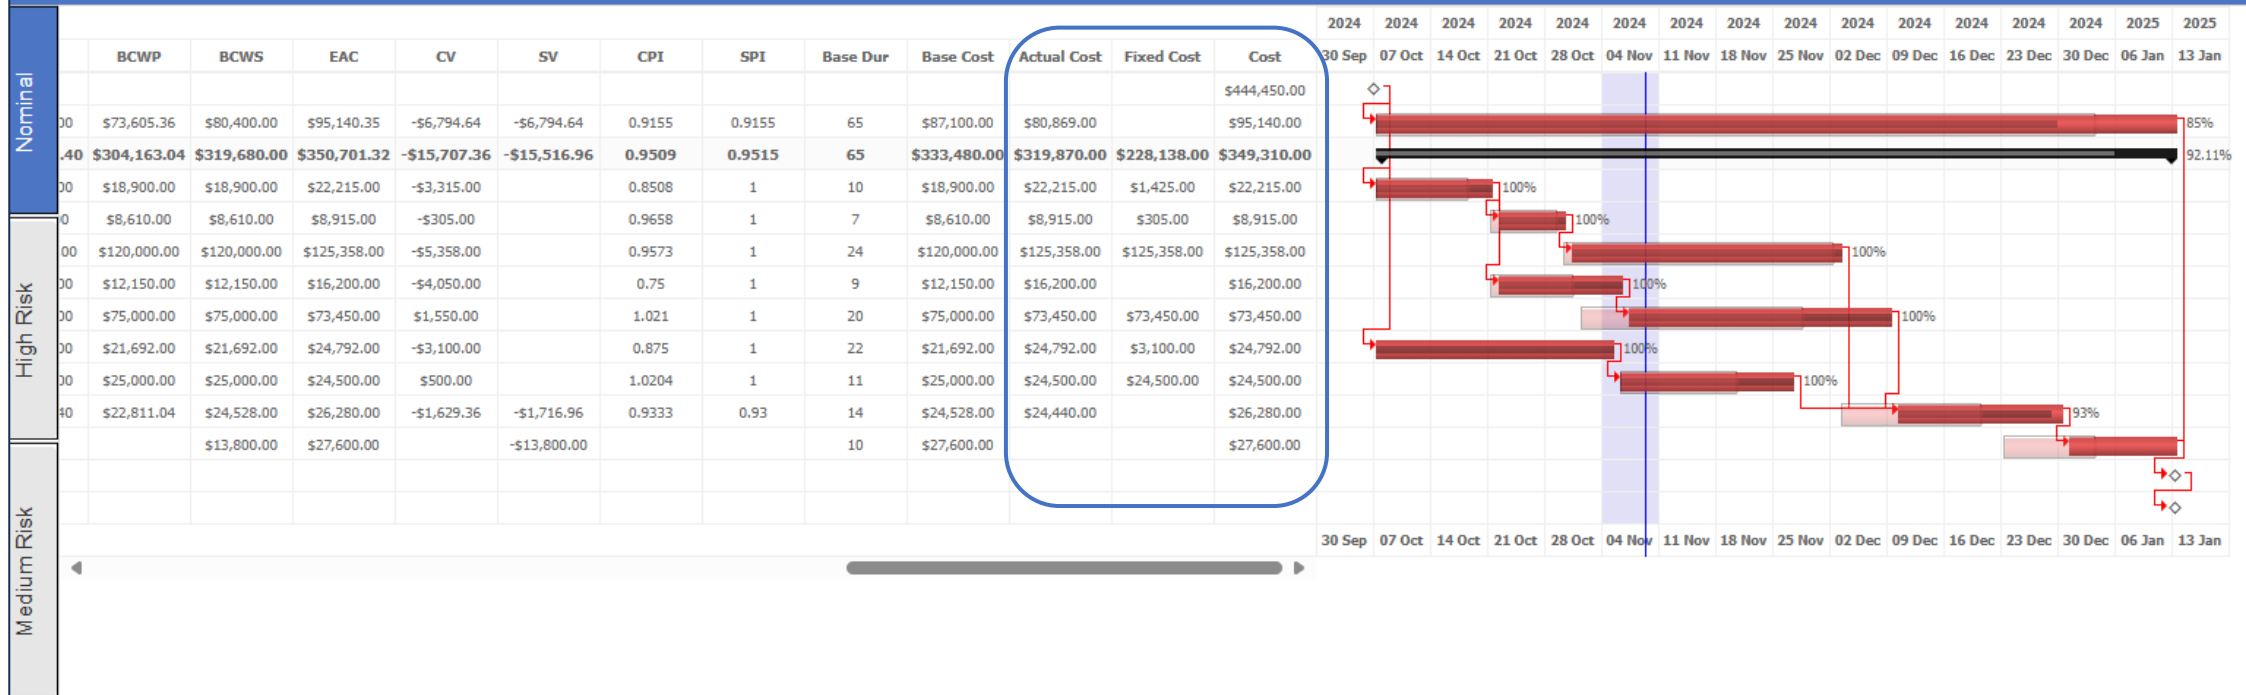 2024 2024 2024 2024 2024 2024 2024 2024 2024 2024 2024 2024 2024 2024 2025 2025
BCWP BCWS EAC CV SV CPI SPI Base Dur Base Cost Actual Cost Fixed Cost Cost 30 Sep 07 Oct 14 Oct 21 Oct 28 Oct 04 Nov 11 Nov 18 Nov 25 Nov 02 Dec 09 Dec 16 Dec 23 Dec 30 Dec 06 Jan 13 Jan
Nominal
$444,450.00
00 $73,605.36 $80,400.00 $95,140.35 -$6,794.64 -$6,794.64 0.9155 0.9155 65 $87,100.00 $80,869.00 $95,140.00 85%
.40 $304,163.04 $319,680.00 $350,701.32 -$15,707.36 -$15,516.96 0.9509 0.9515 65 $333,480.00 $319,870.00 $228,138.00 $349,310.00 92.11%
00 $18,900.00 $18,900.00 $22,215.00 -$3,315.00 0.8508 1 10 $18,900.00 $22,215.00 $1,425.00 $22,215.00 100%
0 $8,610.00 $8,610.00 $8,915.00 -$305.00 0.9658 1 7 $8,610.00 $8,915.00 $305.00 $8,915.00 100%
00 $120,000.00 $120,000.00 $125,358.00 -$5,358.00 0.9573 1 24 $120,000.00 $125,358.00 $125,358.00 $125,358.00 100%
00 $12,150.00 $12,150.00 $16,200.00 -$4,050.00 0.75 1 9 $12,150.00 $16,200.00 $16,200.00 100%
High Risk
00 $75,000.00 $75,000.00 $73,450.00 $1,550.00 1.021 1 20 $75,000.00 $73,450.00 $73,450.00 $73,450.00 100%
00 $21,692.00 $21,692.00 $24,792.00 -$3,100.00 0.875 1 22 $21,692.00 $24,792.00 $3,100.00 $24,792.00 100%
00 $25,000.00 $25,000.00 $24,500.00 $500.00 1.0204 1 11 $25,000.00 $24,500.00 $24,500.00 $24,500.00 100%
40 $22,811.04 $24,528.00 $26,280.00 -$1,629.36 -$1,716.96 0.9333 0.93 14 $24,528.00 $24,440.00 $26,280.00 93%
$13,800.00 $27,600.00 -$13,800.00 10 $27,600.00 $27,600.00
Medium Risk
30 Sep 07 Oct 14 Oct 21 Oct 28 Oct 04 Nov 11 Nov 18 Nov 25 Nov 02 Dec 09 Dec 16 Dec 23 Dec 30 Dec 06 Jan 13 Jan